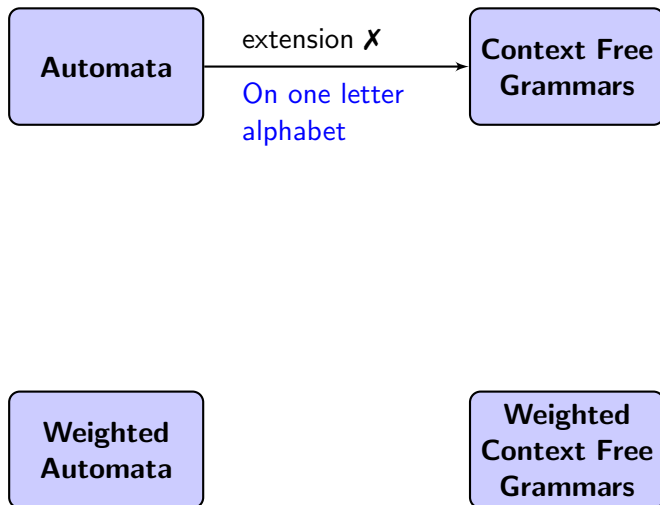 Automata
extension ✗
On one letter
alphabet
Context Free
Grammars
Weighted
Automata
Weighted
Context Free
Grammars